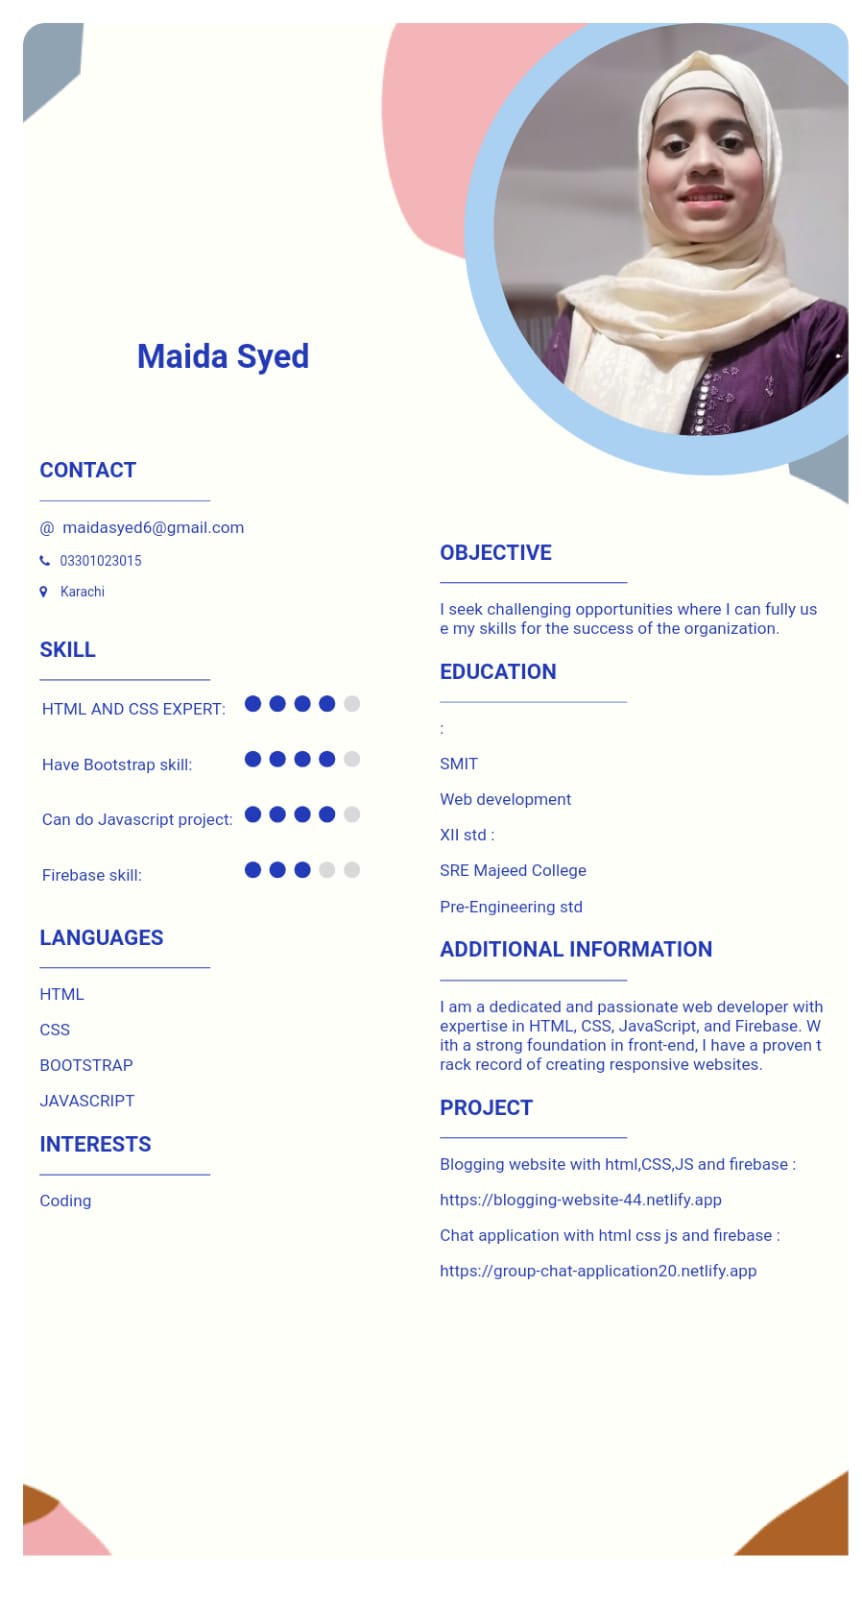 Maida Syed
CONTACT
@ maidasyed6@gmail.com
03301023015
Karachi
SKILL
HTML AND CSS EXPERT:
Have Bootstrap skill:
Can do Javascript project:
Firebase skill:
LANGUAGES
HTML
CSS
BOOTSTRAP
JAVASCRIPT
INTERESTS
Coding
OBJECTIVE
I seek challenging opportunities where I can fully us
e my skills for the success of the organization.
EDUCATION
:
SMIT
Web development
XII std :
SRE Majeed College
Pre-Engineering std
ADDITIONAL INFORMATION
I am a dedicated and passionate web developer with
expertise in HTML, CSS, JavaScript, and Firebase. W
ith a strong foundation in front-end, I have a proven t
rack record of creating responsive websites.
PROJECT
Blogging website with html,CSS,JS and firebase :
https://blogging-website-44.netlify.app
Chat application with html css js and firebase :
https://group-chat-application20.netlify.app